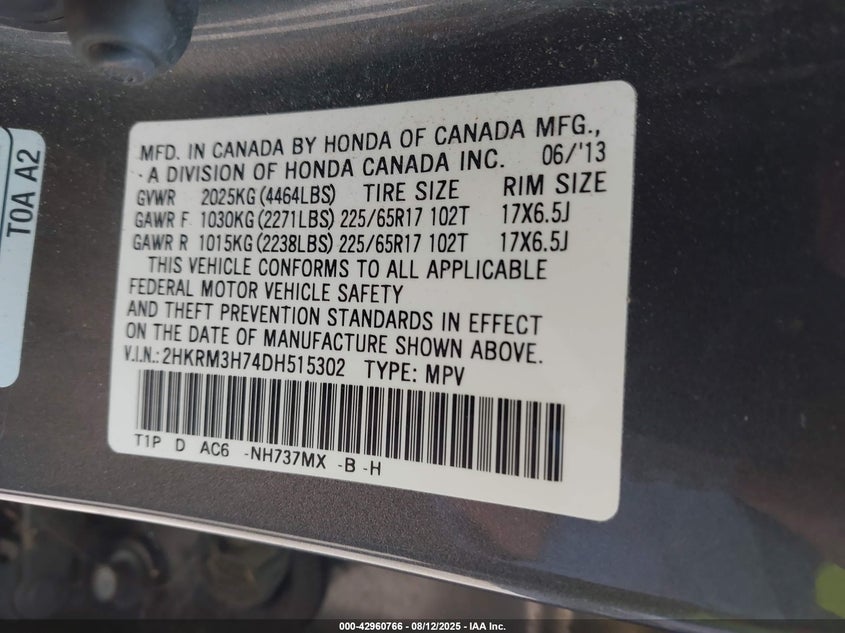 T0A A2
MFD. IN CANADA BY HONDA OF CANADA MFG.,
A DIVISION OF HONDA CANADA INC. 06/'13
GVWR 2025KG (4464LBS) TIRE SIZE RIM SIZE
GAWR F 1030KG (2271LBS) 225/65R17 102T 17X6.5J
GAWR R 1015KG (2238LBS) 225/65R17 102T 17X6.5J
THIS VEHICLE CONFORMS TO ALL APPLICABLE
FEDERAL MOTOR VEHICLE SAFETY
AND THEFT PREVENTION STANDARDS IN EFFECT
ON THE DATE OF MANUFACTURE SHOWN ABOVE.
V.I.N.: 2HKRM3H74DH515302 TYPE: MPV
T1P D AC6 -NH737MX -B -H
000-42960766 - 08/12/2025 - IAA Inc.